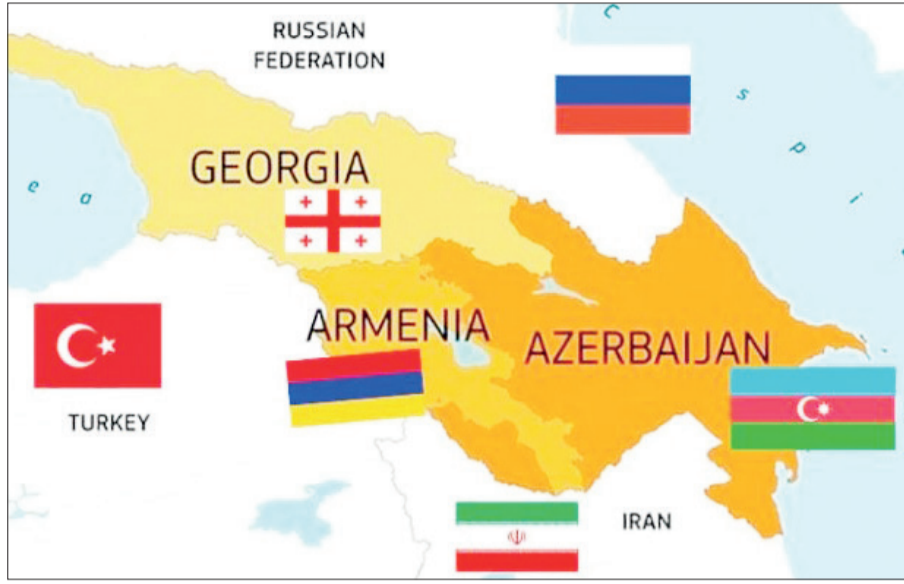 RUSSIAN
FEDERATION
C
s
p
i
GEORGIA
e
a
ARMENIA
AZERBAIJAN
TURKEY
IRAN